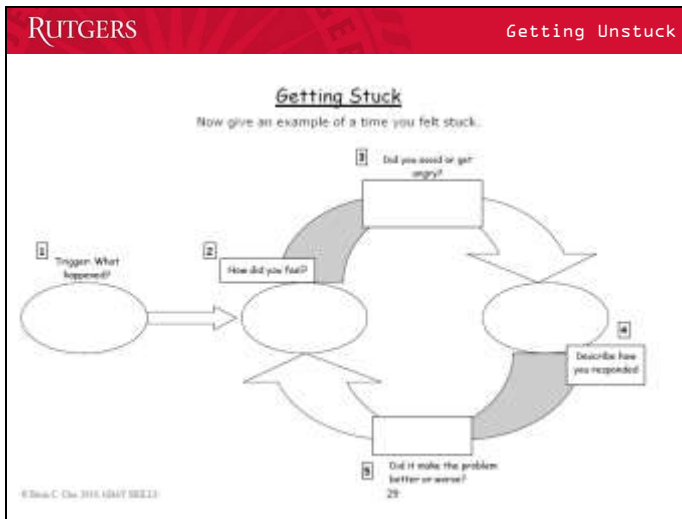 RUTGERS
Getting Unstuck
Getting Stuck
Now give an example of a time you felt stuck.
3
Did you avoid or get
angry?
1
Trigger: What
happened?
2
How did you feel?
4
Describe how
you responded
5
Did it make the problem
better or worse?
29